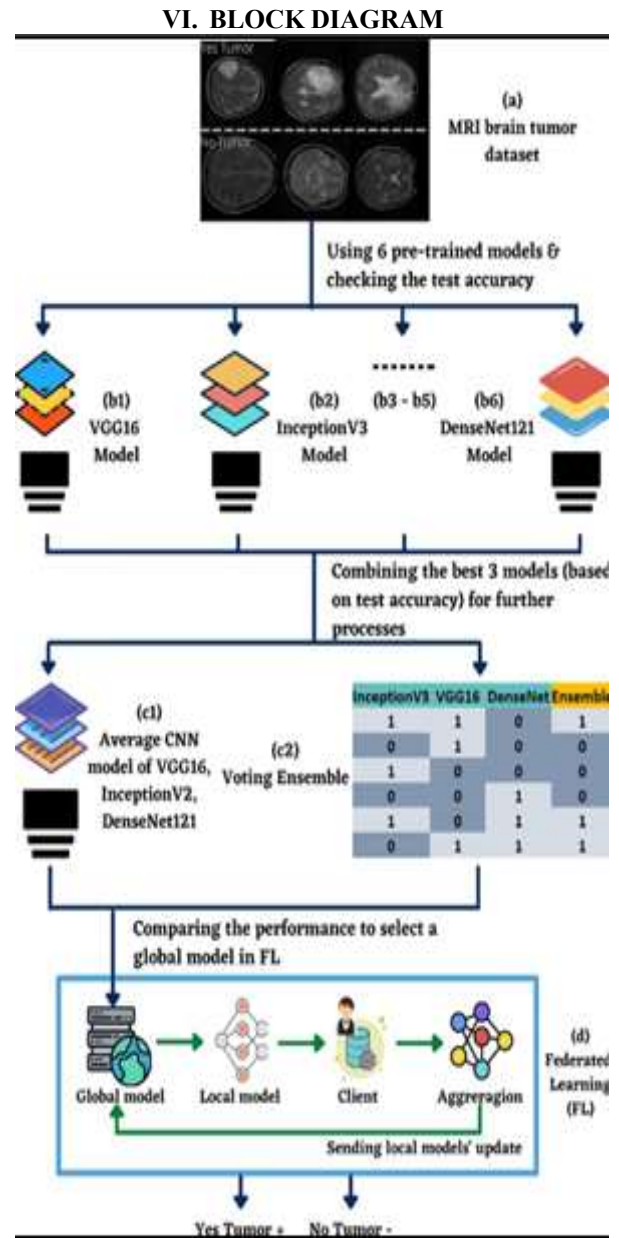 VI. BLOCK DIAGRAM
Yes Tumor
No Tumor
(a)
MRI brain tumor
dataset
Using 6 pre-trained models &
checking the test accuracy
(b1)
VGG16
Model
(b2)
InceptionV3
Model
(b3 - b5)
(b6)
DenseNet121
Model
Combining the best 3 models (based
on test accuracy) for further
processes
(c1)
Average CNN
model of VGG16,
InceptionV2,
DenseNet121
(c2)
Voting Ensemble
InceptionV3 VGG16 DenseNet Ensemble
1 1 0 1
0 1 0 0
1 0 0 0
0 0 1 0
1 0 1 1
0 1 1 1
Comparing the performance to select a
global model in FL
Global model
Local model
Client
Aggreragion
Sending local models' update
(d)
Federated
Learning
(FL)
Yes Tumor + No Tumor -